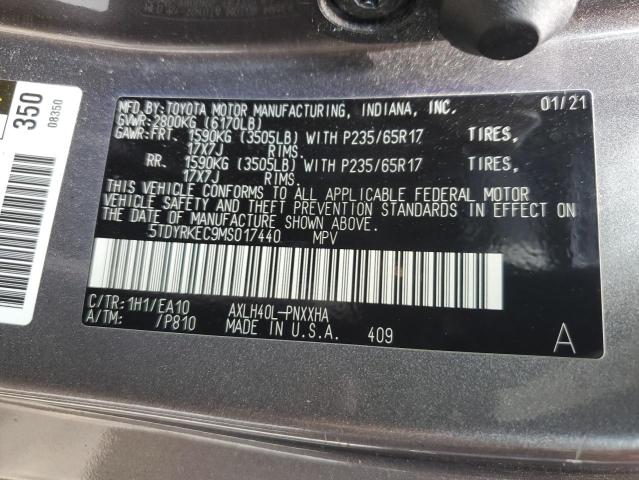 350
08350
MFD. BY: TOYOTA MOTOR MANUFACTURING, INDIANA, INC. 01/21
GVWR: 2800KG (6170LB)
GAWR: FRT. 1590KG (3505LB) WITH P235/65R17 TIRES,
17X7J RIMS.
RR. 1590KG (3505LB) WITH P235/65R17 TIRES,
17X7J RIMS.
THIS VEHICLE CONFORMS TO ALL APPLICABLE FEDERAL MOTOR
VEHICLE SAFETY AND THEFT PREVENTION STANDARDS IN EFFECT ON
THE DATE OF MANUFACTURE SHOWN ABOVE.
5TDYRKEC9MS017440 MPV
C/TR: 1H1/EA10 AXLH40L-PNXXHA
A/TM: /P810 MADE IN U.S.A. 409 A